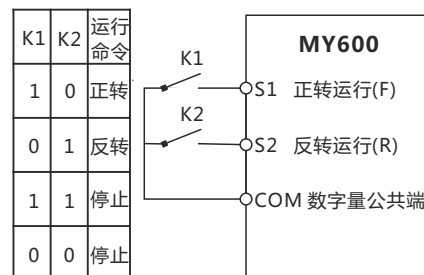 K1 K2 运行命令
1 0 正转
0 1 反转
1 1 停止
0 0 停止
K1
K2
MY600
S1 正转运行(F)
S2 反转运行(R)
COM 数字量公共端